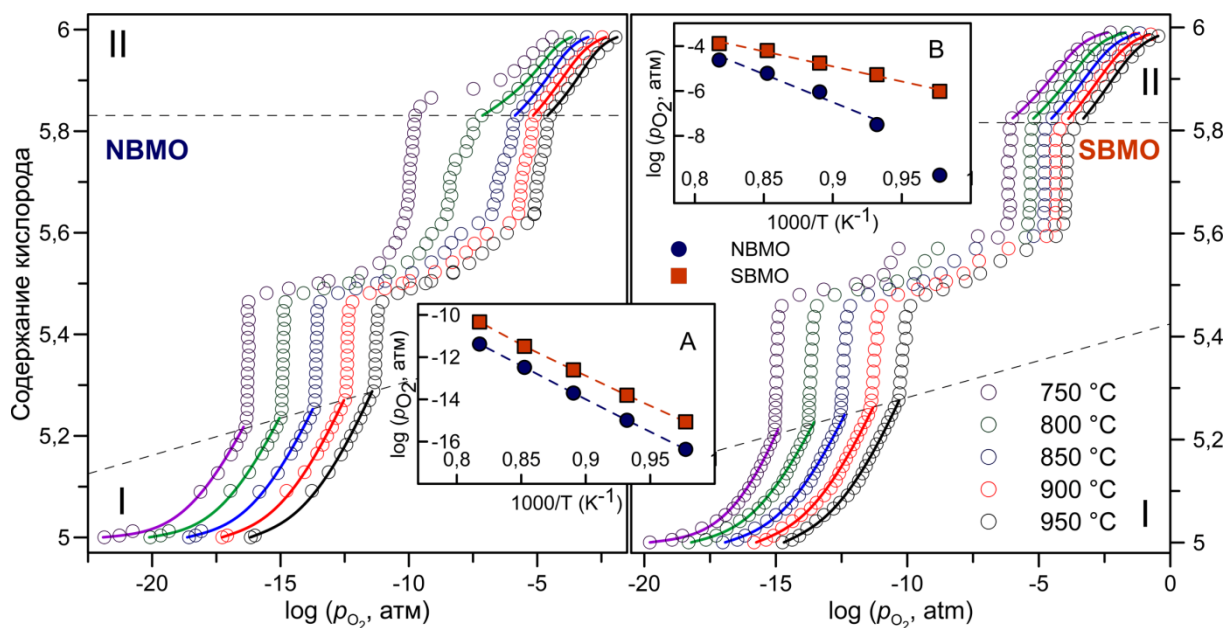 Содержание кислорода
6
5,8
5,6
5,4
5,2
5
II
NBMO
I
-20
-15
-10
-5
log (pO2, атм)
A
log (pO2, атм)
-10
-12
-14
-16
0,8
0,85
0,9
0,95
1000/T (K-1)
B
log (pO2, атм)
-4
-6
-8
0,8
0,85
0,9
0,95
1
1000/T (K-1)
NBMO
SBMO
II
SBMO
750 °C
800 °C
850 °C
900 °C
950 °C
I
6
5,8
5,6
5,4
5,2
5
-20
-15
-10
-5
0
log (pO2, atm)